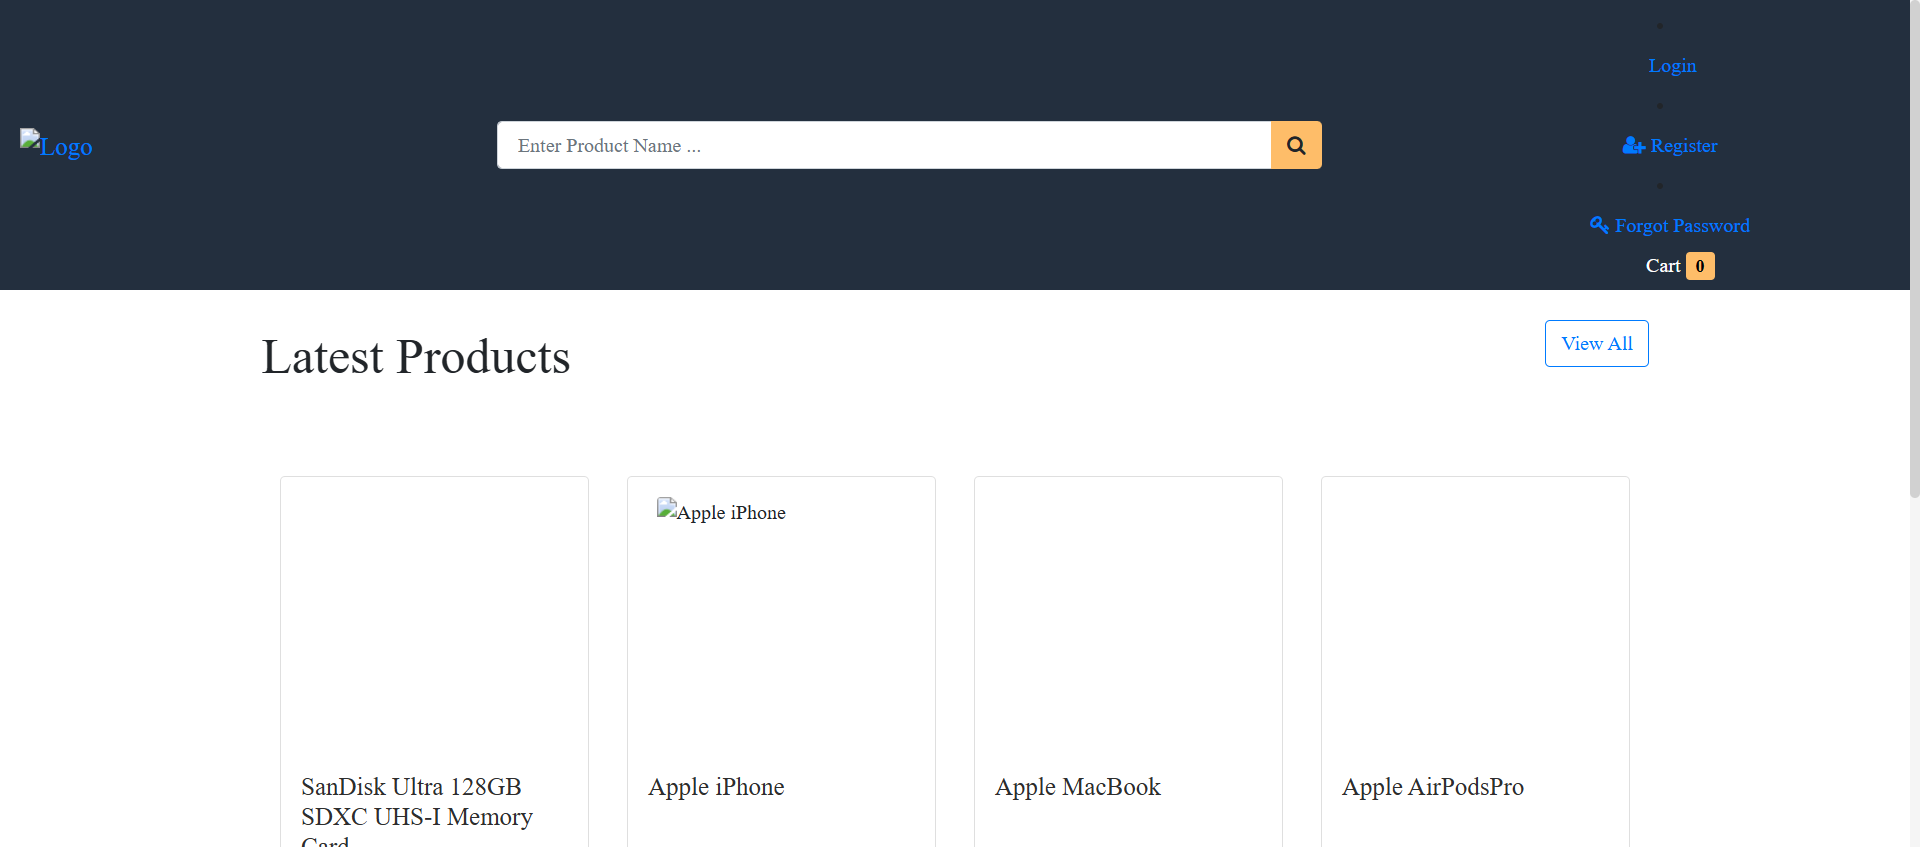 Login
Logo
Enter Product Name ...
Register
Forgot Password
Cart 0
Latest Products
View All
Apple iPhone
SanDisk Ultra 128GB
SDXC UHS-I Memory
Card
Apple iPhone
Apple MacBook
Apple AirPodsPro